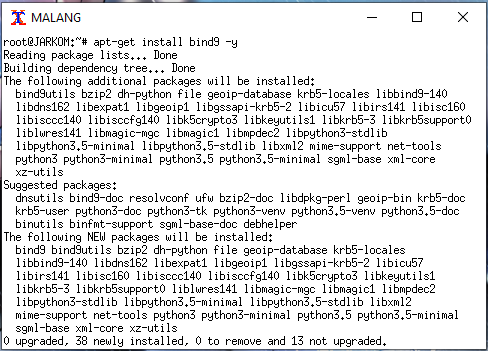 MALANG
root@JARKOM:~# apt-get install bind9 -y
Reading package lists... Done
Building dependency tree... Done
The following additional packages will be installed:
bind9utils bzip2 dh-python file geoip-database krb5-locales libbind9-140
libdns162 libexpat1 libgeoip1 libgssapi-krb5-2 libicu57 libirs141 libisc160
libisccc140 libisccfg140 libk5crypto3 libkeyutils1 libkrb5-3 libkrb5support0
liblwres141 libmagic-mgc libmagic1 libmpdec2 libpython3-stdlib
libpython3.5-minimal libpython3.5-stdlib libxml2 mime-support net-tools
python3 python3-minimal python3.5 python3.5-minimal sgml-base xml-core
xz-utils
Suggested packages:
dnsutils bind9-doc resolvconf ufw bzip2-doc libdpkg-perl geoip-bin krb5-doc
krb5-user python3-doc python3-tk python3-venv python3.5-venv python3.5-doc
binutils binfmt-support sgml-base-doc debhelper
The following NEW packages will be installed:
bind9 bind9utils bzip2 dh-python file geoip-database krb5-locales
libbind9-140 libdns162 libexpat1 libgeoip1 libgssapi-krb5-2 libicu57
libirs141 libisc160 libisccc140 libisccfg140 libk5crypto3 libkeyutils1
libkrb5-3 libkrb5support0 liblwres141 libmagic-mgc libmagic1 libmpdec2
libpython3-stdlib libpython3.5-minimal libpython3.5-stdlib libxml2
mime-support net-tools python3 python3-minimal python3.5 python3.5-minimal
sgml-base xml-core xz-utils
0 upgraded, 38 newly installed, 0 to remove and 13 not upgraded.